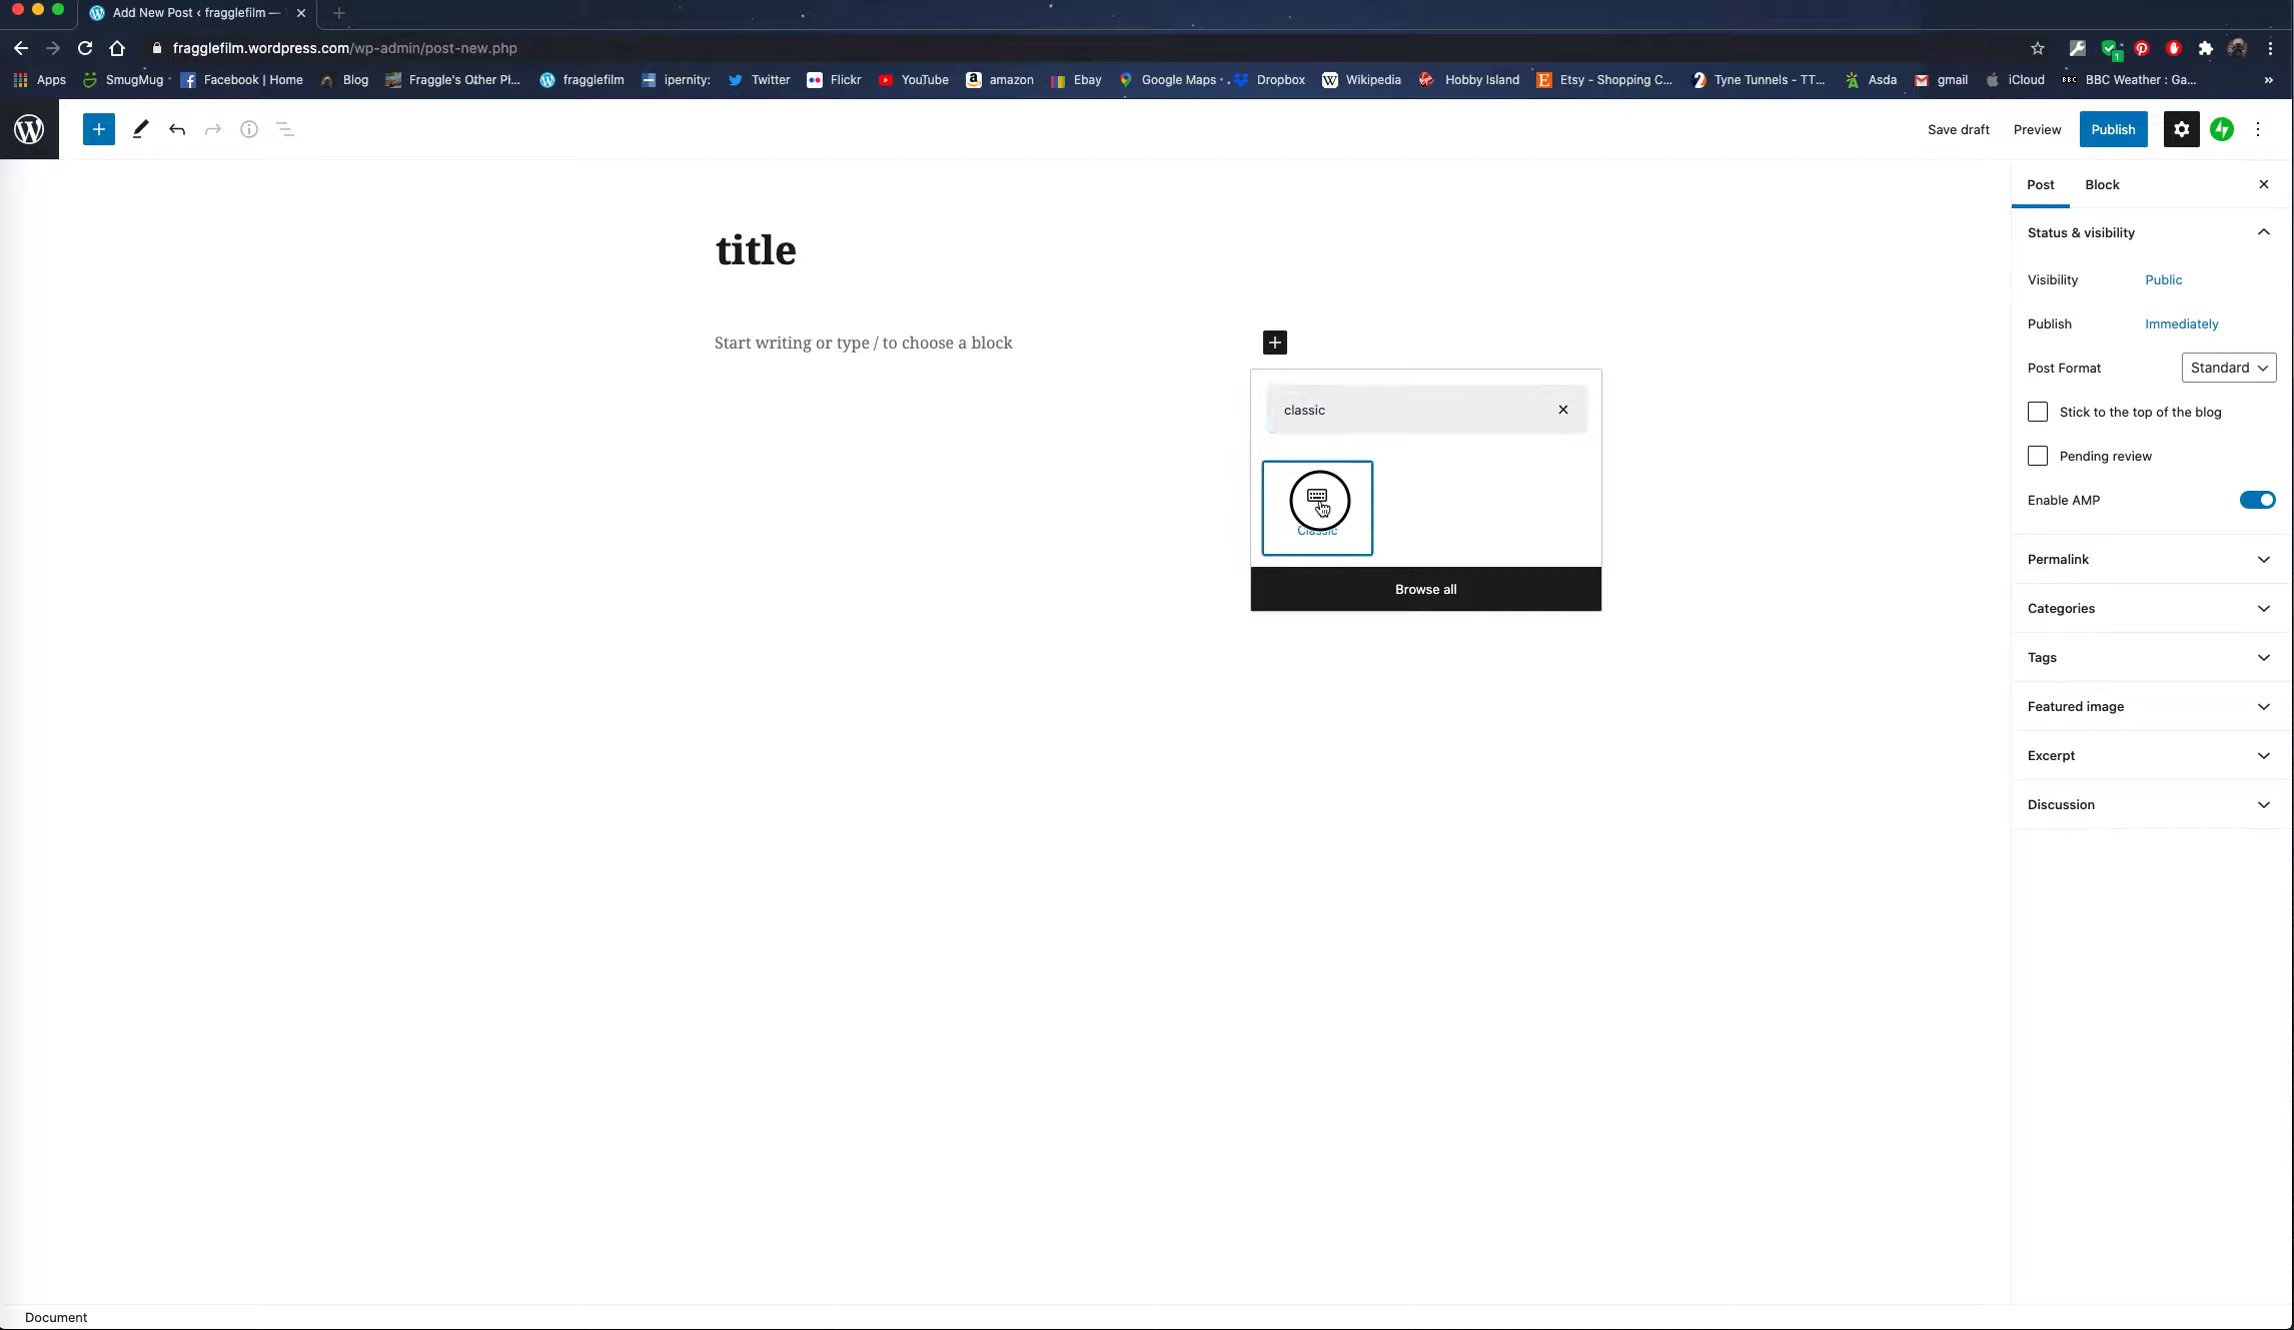 Add New Post ‹ fragglefilm —
fragglefilm.wordpress.com/wp-admin/post-new.php
Apps SmugMug Facebook | Home Blog Fraggle's Other Pl... fragglefilm ipernity: Twitter Flickr YouTube amazon Ebay Google Maps Dropbox Wikipedia Hobby Island Etsy - Shopping C... Tyne Tunnels - TT... Asda gmail iCloud BBC BBC Weather : Ga... »
Save draft Preview Publish
Post Block
Status & visibility
title
Visibility Public
Publish Immediately
Start writing or type / to choose a block
Post Format Standard
classic
Stick to the top of the blog
Pending review
Enable AMP
Classic
Permalink
Browse all
Categories
Tags
Featured image
Excerpt
Discussion
Document